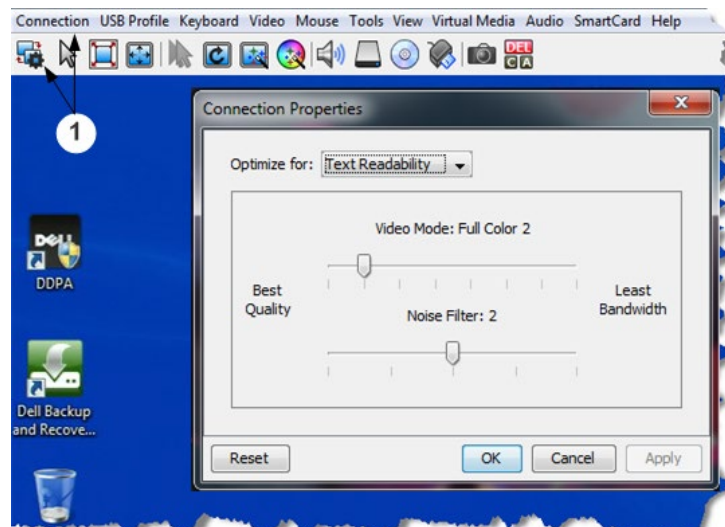 Connection USB Profile Keyboard Video Mouse Tools View Virtual Media Audio SmartCard Help
DEL
C A
1
Connection Properties
Optimize for: Text Readability
Video Mode: Full Color 2
Best
Quality
Least
Bandwidth
Noise Filter: 2
Reset OK Cancel Apply
DELL
DDPA
Dell Backup
and Recove...